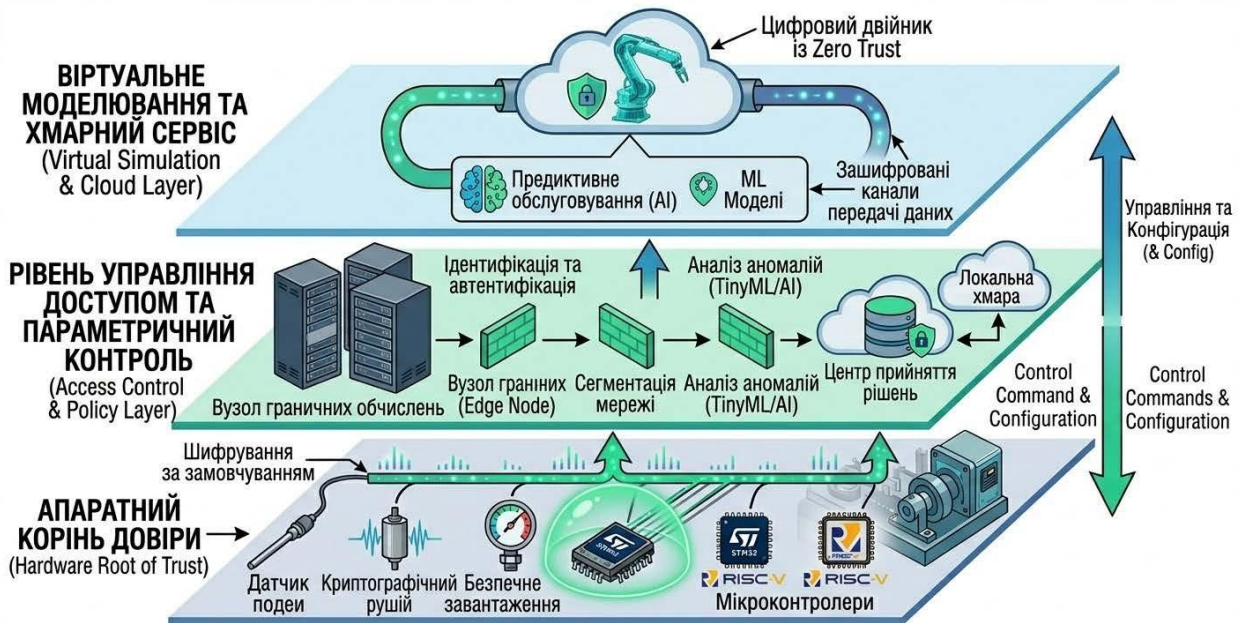 Цифровий двійник
із Zero Trust
ВІРТУАЛЬНЕ
МОДЕЛЮВАННЯ ТА
ХМАРНИЙ СЕРВІС
(Virtual Simulation
& Cloud Layer)
Предиктивне
обслуговування (AI)
ML
Моделі
Зашифровані
канали
передачі даних
Управління та
Конфігурація
(& Config)
РІВЕНЬ УПРАВЛІННЯ
ДОСТУПОМ ТА
ПАРАМЕТРИЧНИЙ
КОНТРОЛЬ
(Access Control
& Policy Layer)
Ідентифікація та
автентифікація
Аналіз аномалій
(TinyML/AI)
Локальна
хмара
Вузол граничних обчислень
Вузол граніних
(Edge Node)
Сегментація
мережі
Аналіз аномалій
(TinyML/AI)
Центр прийняття
рішень
Control
Command &
Configuration
Control
Commands &
Configuration
Шифрування
за замовчуванням
АПАРАТНИЙ
КОРІНЬ ДОВІРИ
(Hardware Root of Trust)
Датчик
подеи
Криптографічний
рушій
Безпечне
завантаження
ST
ST
STM32
RISC-V
RISC-V
Мікроконтролери